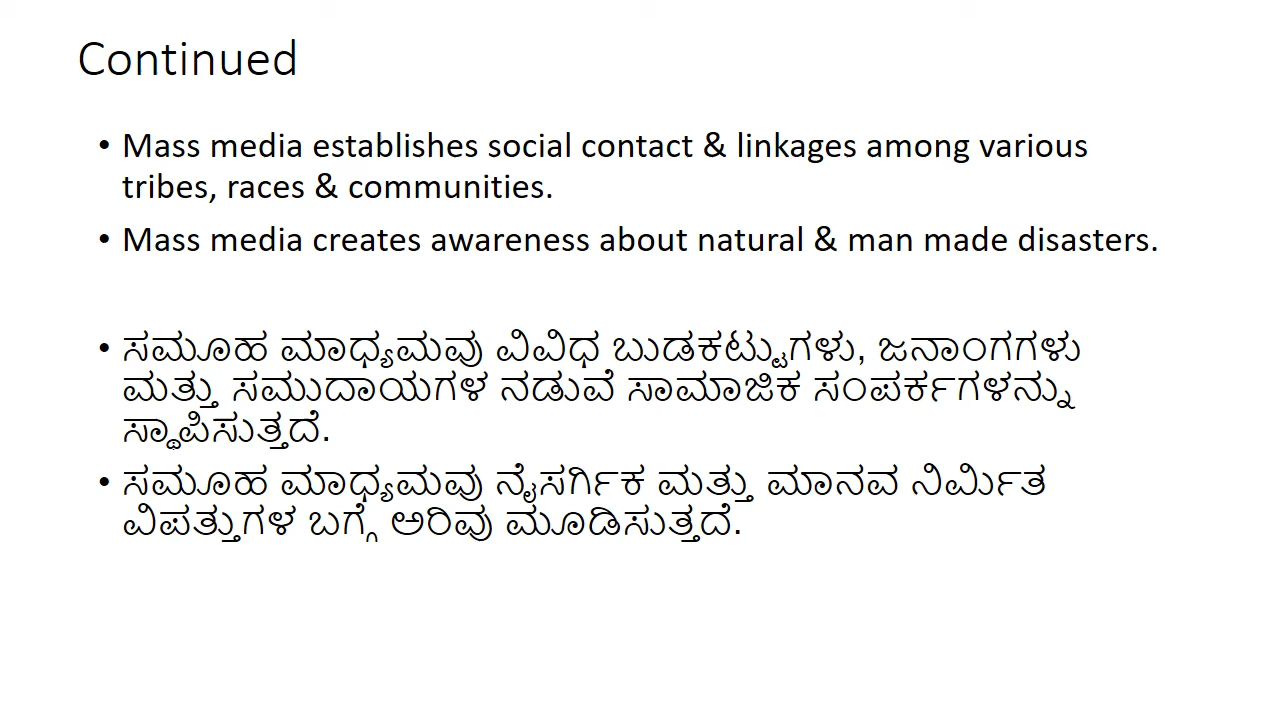 Continued
• Mass media establishes social contact & linkages among various
tribes, races & communities.
• Mass media creates awareness about natural & man made disasters.
• ಸಮೂಹ ಮಾಧ್ಯಮವು ವಿವಿಧ ಬುಡಕಟ್ಟುಗಳು, ಜನಾಂಗಗಳು
ಮತ್ತು ಸಮುದಾಯಗಳ ನಡುವೆ ಸಾಮಾಜಿಕ ಸಂಪರ್ಕಗಳನ್ನು
ಸ್ಥಾಪಿಸುತ್ತದೆ.
• ಸಮೂಹ ಮಾಧ್ಯಮವು ನೈಸರ್ಗಿಕ ಮತ್ತು ಮಾನವ ನಿರ್ಮಿತ
ವಿಪತ್ತುಗಳ ಬಗ್ಗೆ ಅರಿವು ಮೂಡಿಸುತ್ತದೆ.